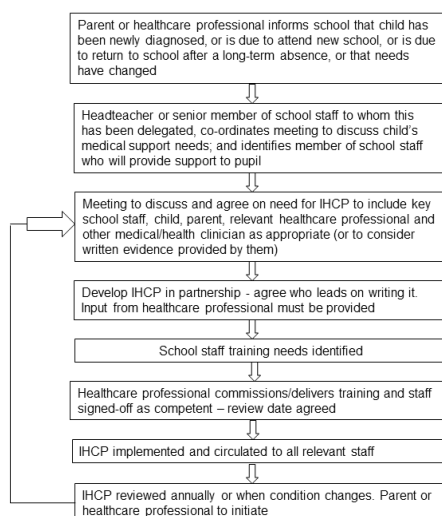 Parent or healthcare professional informs school that child has
been newly diagnosed, or is due to attend new school, or is due
to return to school after a long-term absence, or that needs
have changed
Headteacher or senior member of school staff to whom this
has been delegated, co-ordinates meeting to discuss child's
medical support needs; and identifies member of school staff
who will provide support to pupil
Meeting to discuss and agree on need for IHCP to include key
school staff, child, parent, relevant healthcare professional and
other medical/health clinician as appropriate (or to consider
written evidence provided by them)
Develop IHCP in partnership - agree who leads on writing it.
Input from healthcare professional must be provided
School staff training needs identified
Healthcare professional commissions/delivers training and staff
signed-off as competent – review date agreed
IHCP implemented and circulated to all relevant staff
IHCP reviewed annually or when condition changes. Parent or
healthcare professional to initiate